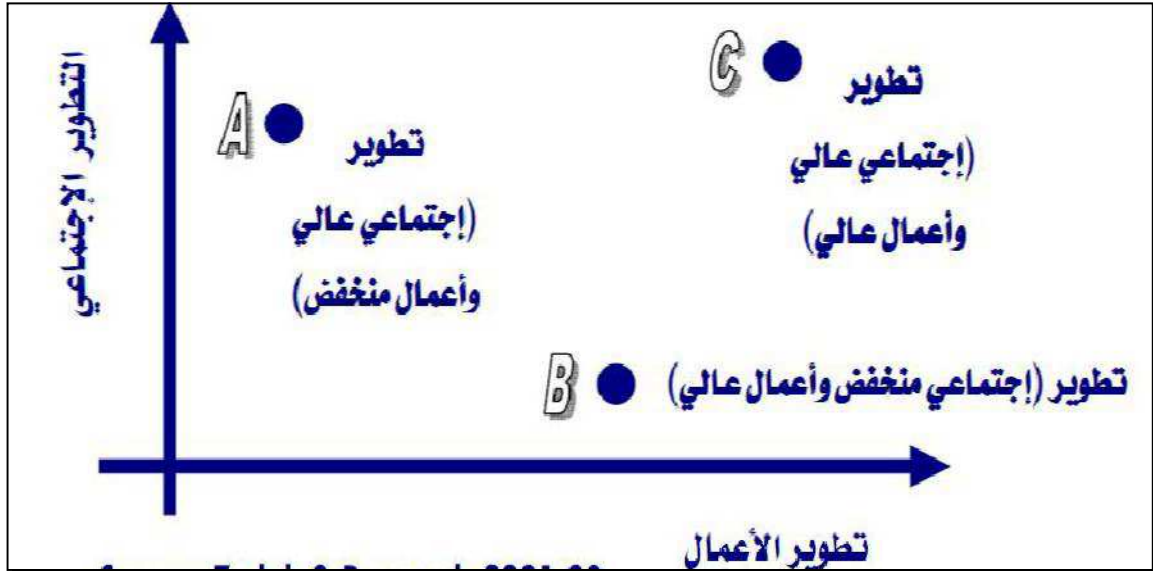 التطوير الإجتماعي
C
تطوير
(إجتماعي عالي
وأعمال عالي)
A
تطوير
(إجتماعي عالي
وأعمال منخفض)
B
تطوير (إجتماعي منخفض وأعمال عالي)
تطوير الأعمال